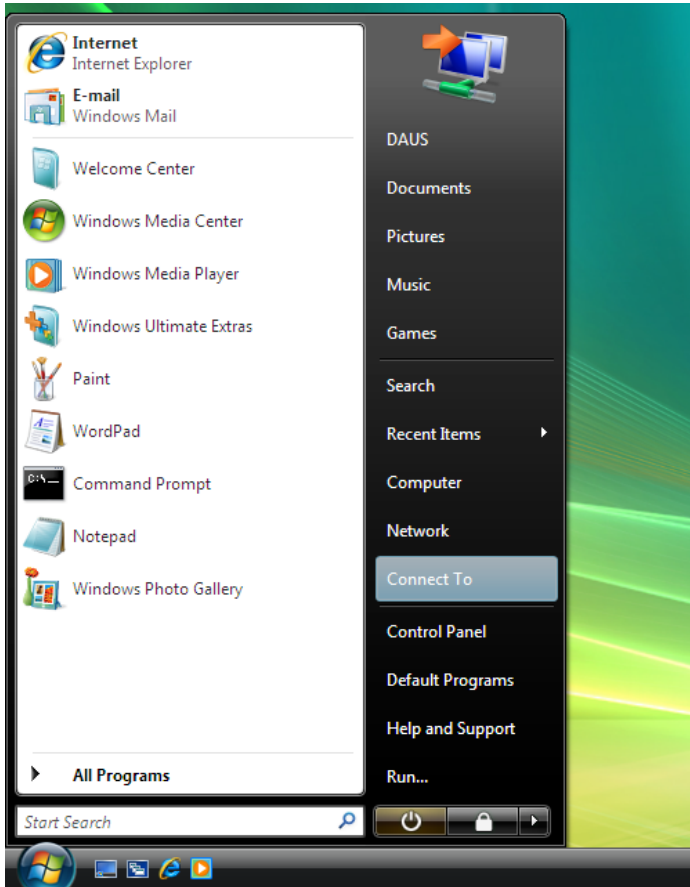 Internet
Internet Explorer
E-mail
Windows Mail
Welcome Center
Windows Media Center
Windows Media Player
Windows Ultimate Extras
Paint
WordPad
C:\
Command Prompt
Notepad
Windows Photo Gallery
All Programs
Start Search
DAUS
Documents
Pictures
Music
Games
Search
Recent Items
Computer
Network
Connect To
Control Panel
Default Programs
Help and Support
Run...